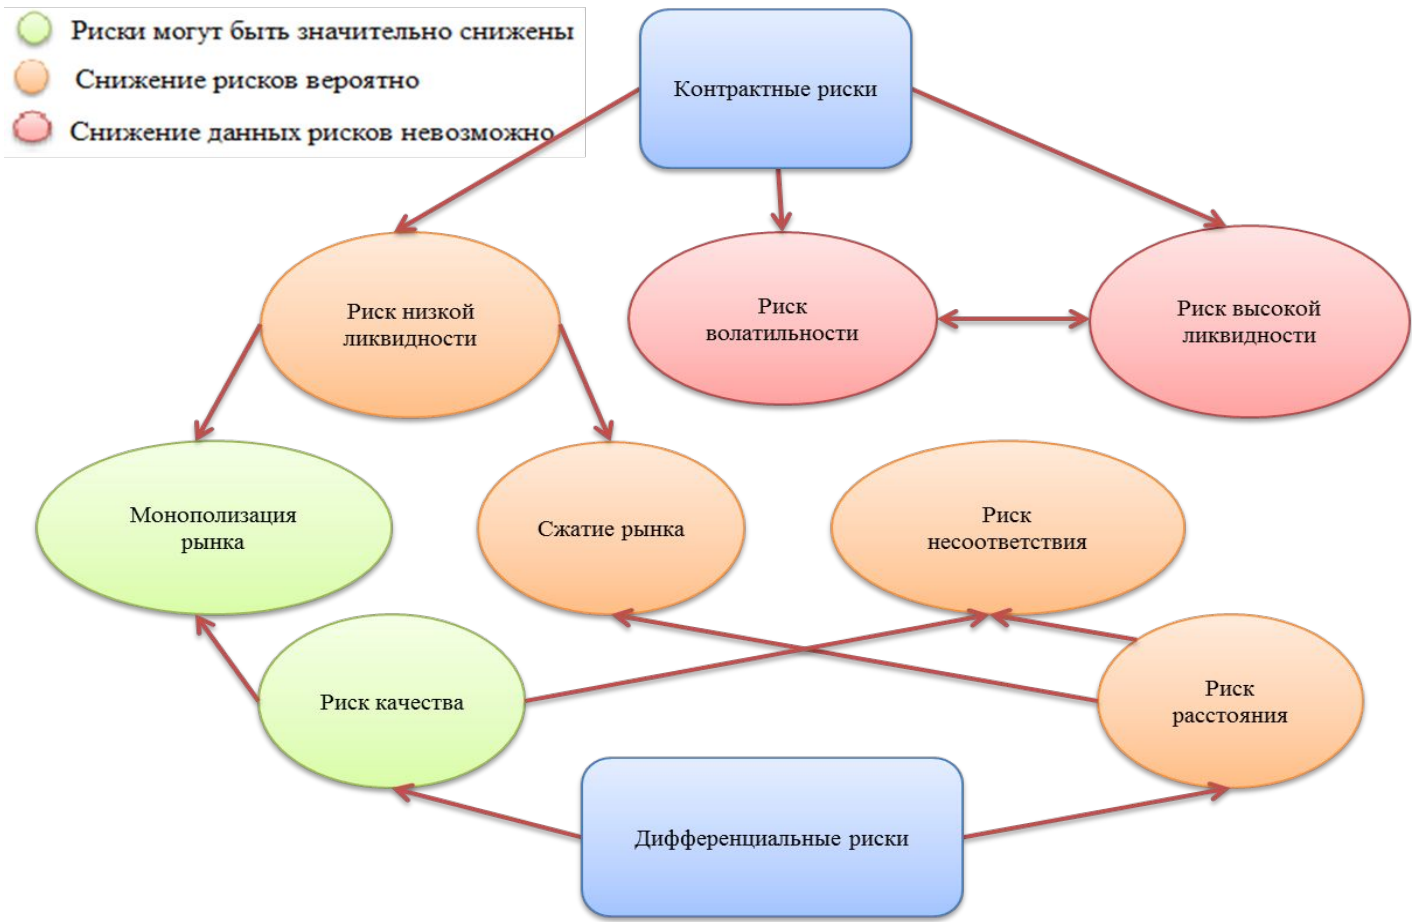 Риски могут быть значительно снижены
Снижение рисков вероятно
Снижение данных рисков невозможно
Контрактные риски
Риск низкой
ликвидности
Риск
волатильности
Риск высокой
ликвидности
Монополизация
рынка
Сжатие рынка
Риск
несоответствия
Риск качества
Риск
расстояния
Дифференциальные риски